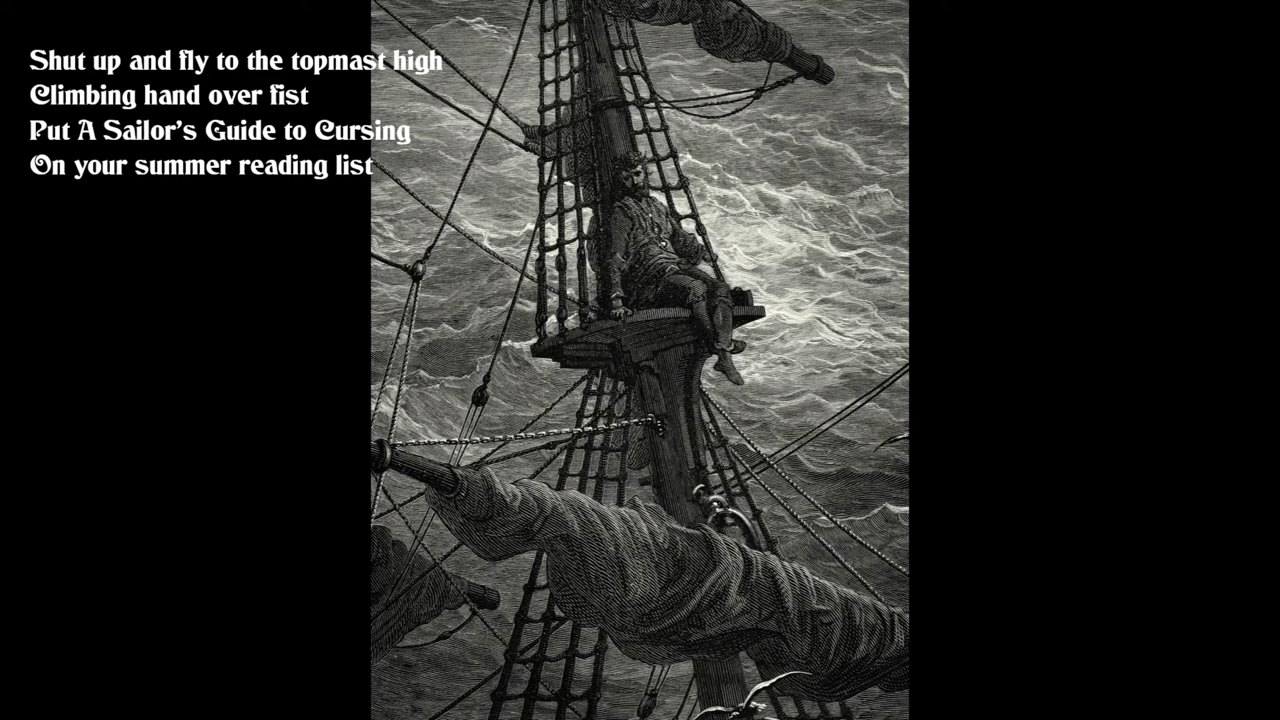 Shut up and fly to the topmast high
Climbing hand over fist
Put A Sailor's Guide to Cursing
On your summer reading list